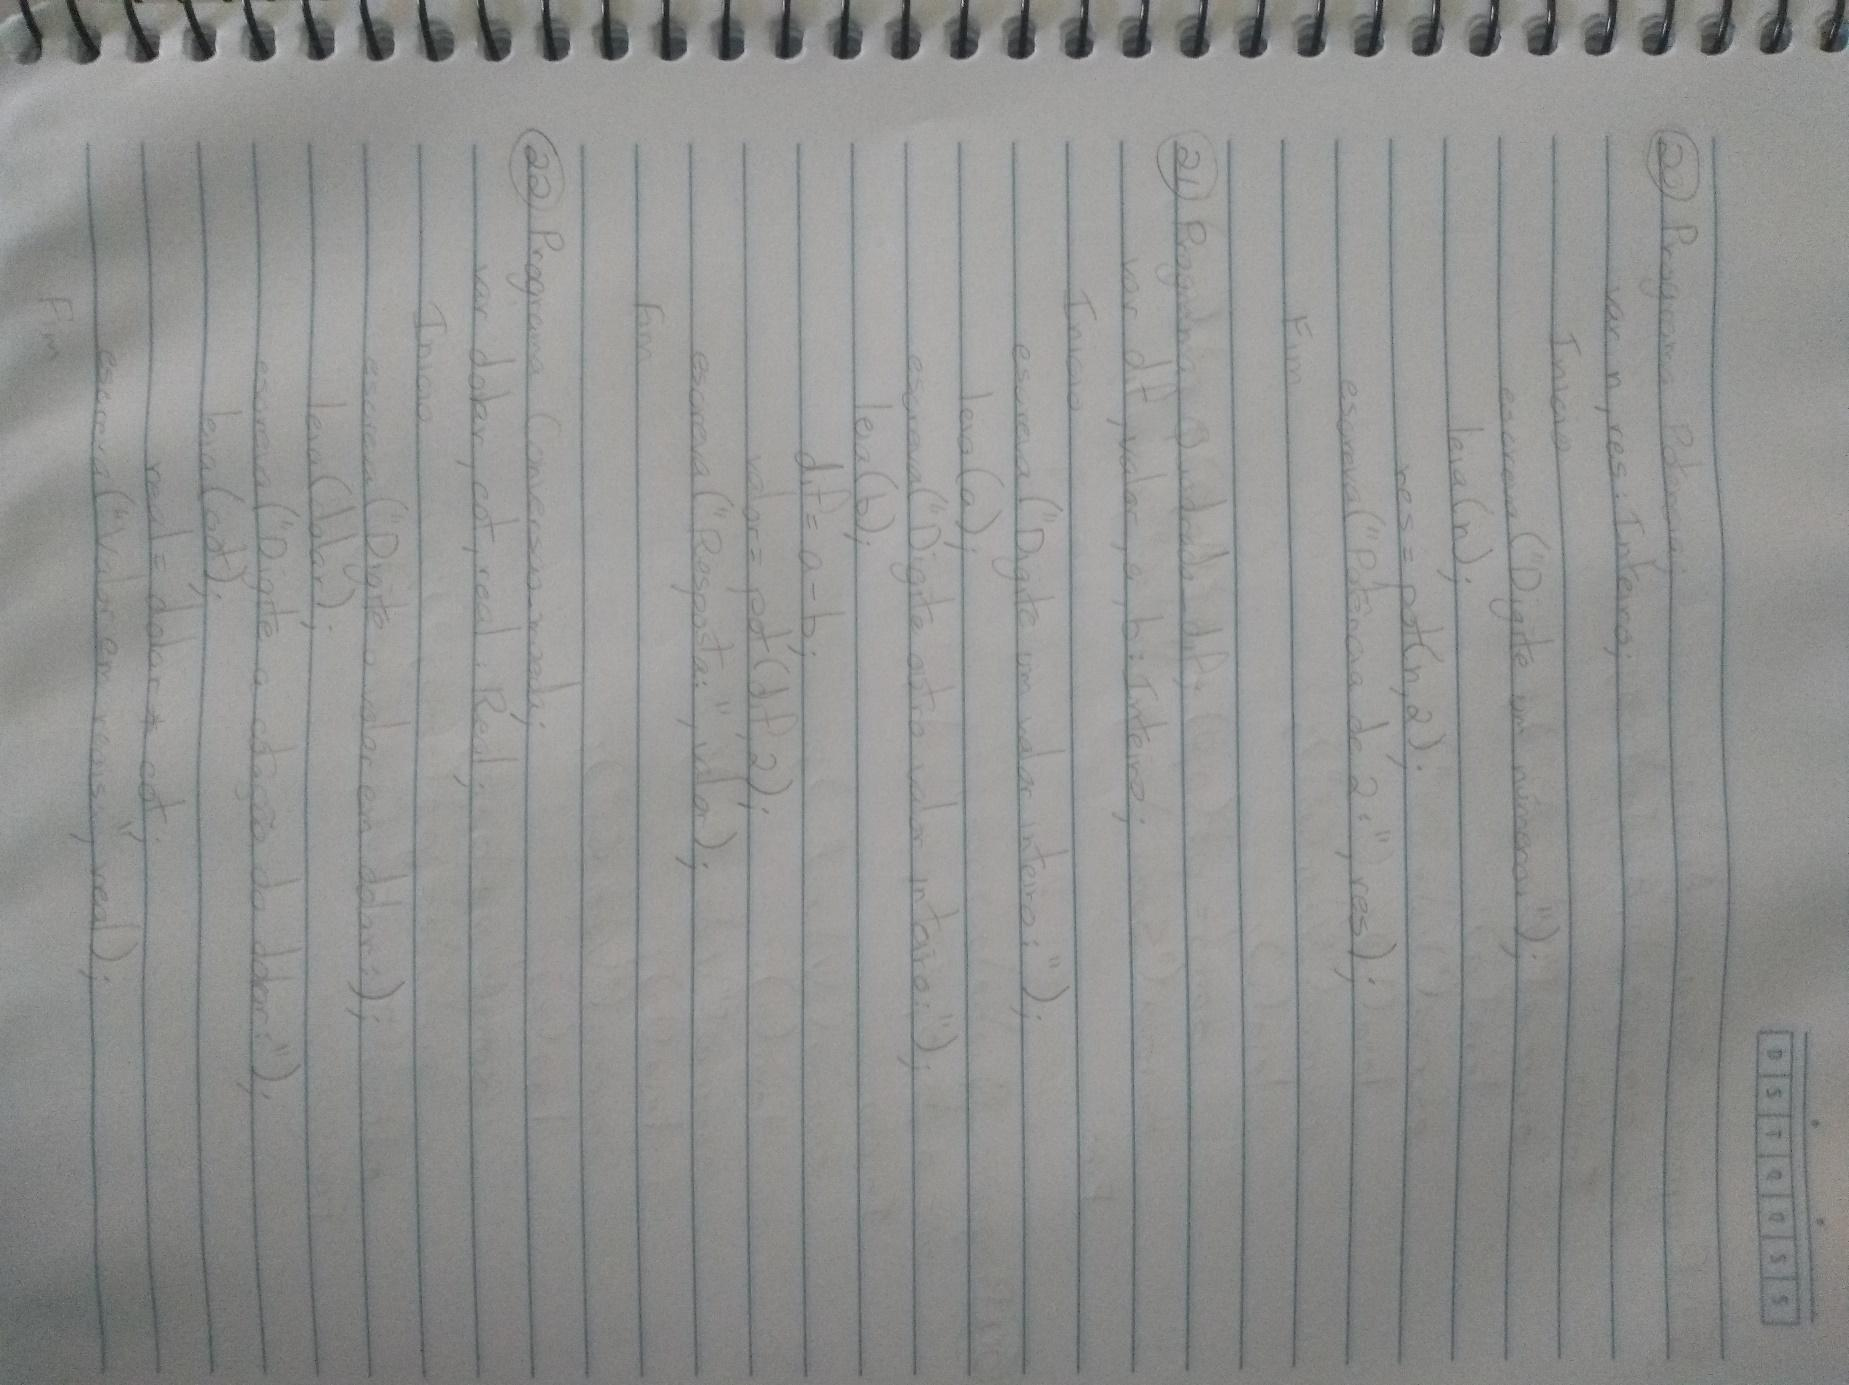 D S T Q Q S S
20) Programa Potencia;
var n, res: Inteiro;
Inicio
escreva("Digite um número:");
leia(n);
res = pot(n,2);
escreva("Potência de 2:", res);
Fim
21) Programa Quadrado_dif;
var dif, valor, a, b: Inteiro;
Inicio
escreva("Digite um valor inteiro:");
leia(a);
escreva("Digite outro valor inteiro:");
leia(b);
dif = a - b;
valor = pot(dif, 2);
escreva("Resposta:", valor);
Fim
22) Programa Conversao_moeda;
var dolar, cot, real: Real;
Inicio
escreva("Digite o valor em dolar:);
leia(dolar);
escreva("Digite a cotação do dolar:");
leia(cot);
real = dolar * cot;
escreva("Valor em reais:", real);
Fim